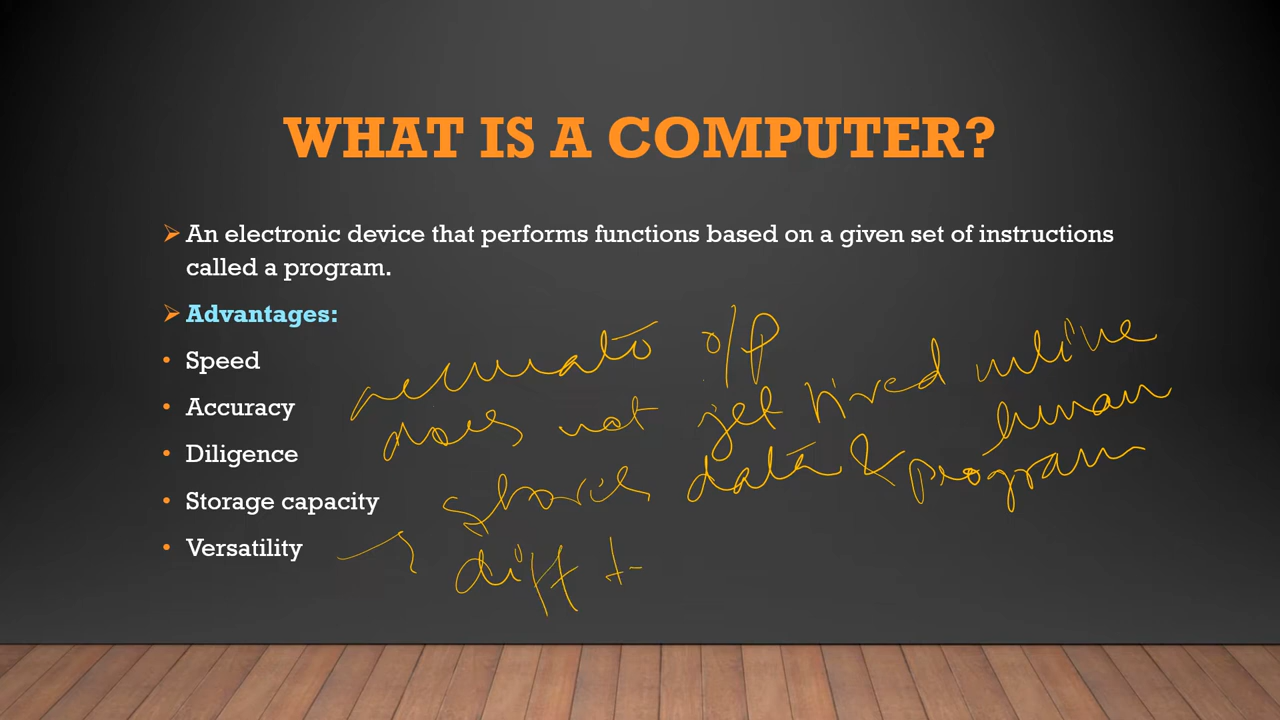 WHAT IS A COMPUTER?
➢ An electronic device that performs functions based on a given set of instructions
called a program.
➢ Advantages:
• Speed
accurate o/p
• Accuracy
does not get tired unlike
human
• Diligence
• Storage capacity
stores data & program
• Versatility
diff t